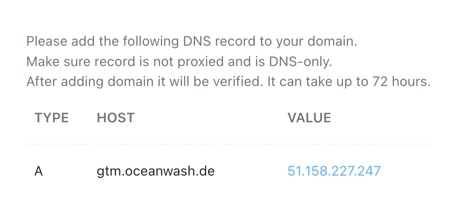 Please add the following DNS record to your domain.
Make sure record is not proxied and is DNS-only.
After adding domain it will be verified. It can take up to 72 hours.
TYPE HOST VALUE
A gtm.oceanwash.de 51.158.227.247